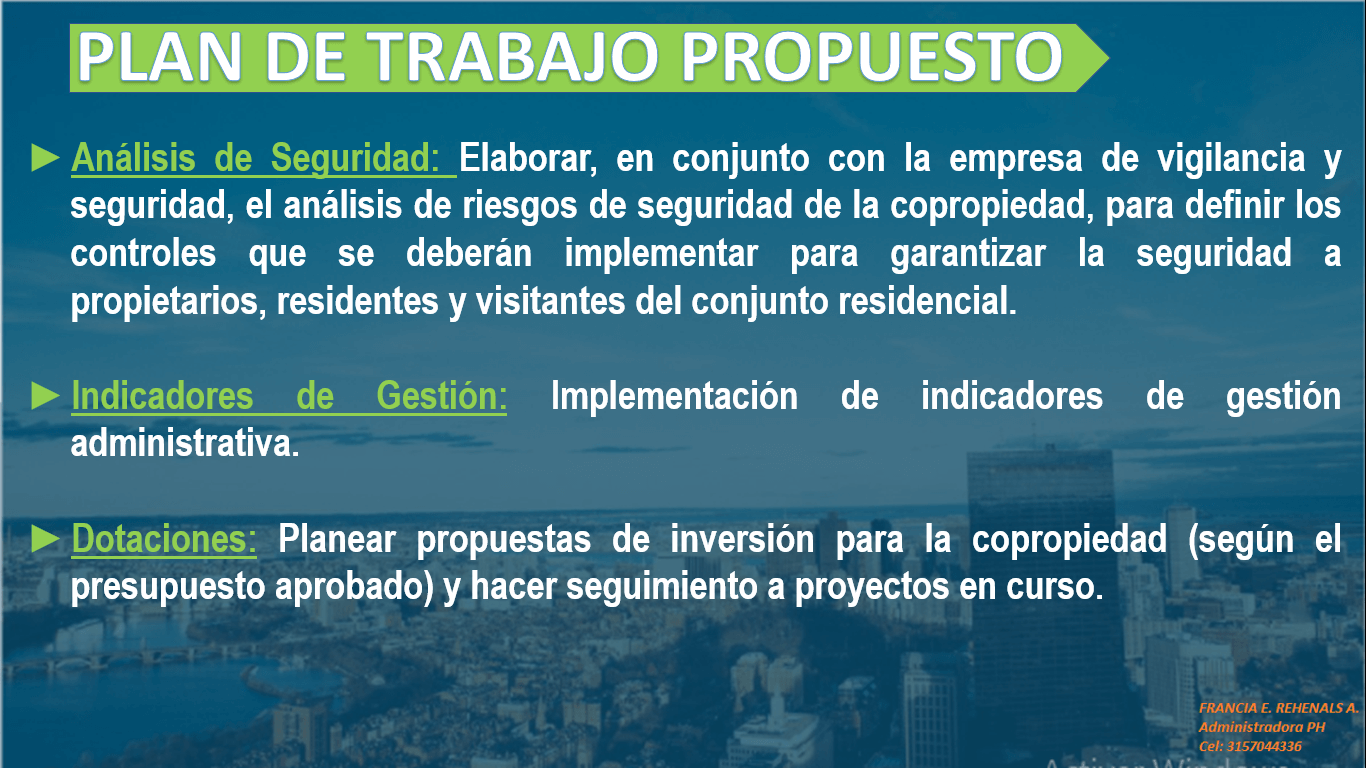 PLAN DE TRABAJO PROPUESTO
► Análisis de Seguridad: Elaborar, en conjunto con la empresa de vigilancia y
seguridad, el análisis de riesgos de seguridad de la copropiedad, para definir los
controles que se deberán implementar para garantizar la seguridad a
propietarios, residentes y visitantes del conjunto residencial.
► Indicadores de Gestión: Implementación de indicadores de gestión
administrativa.
► Dotaciones: Planear propuestas de inversión para la copropiedad (según el
presupuesto aprobado) y hacer seguimiento a proyectos en curso.
FRANCIA E. REHENALS A.
Administradora PH
Cel: 3157044336
Activar Windows